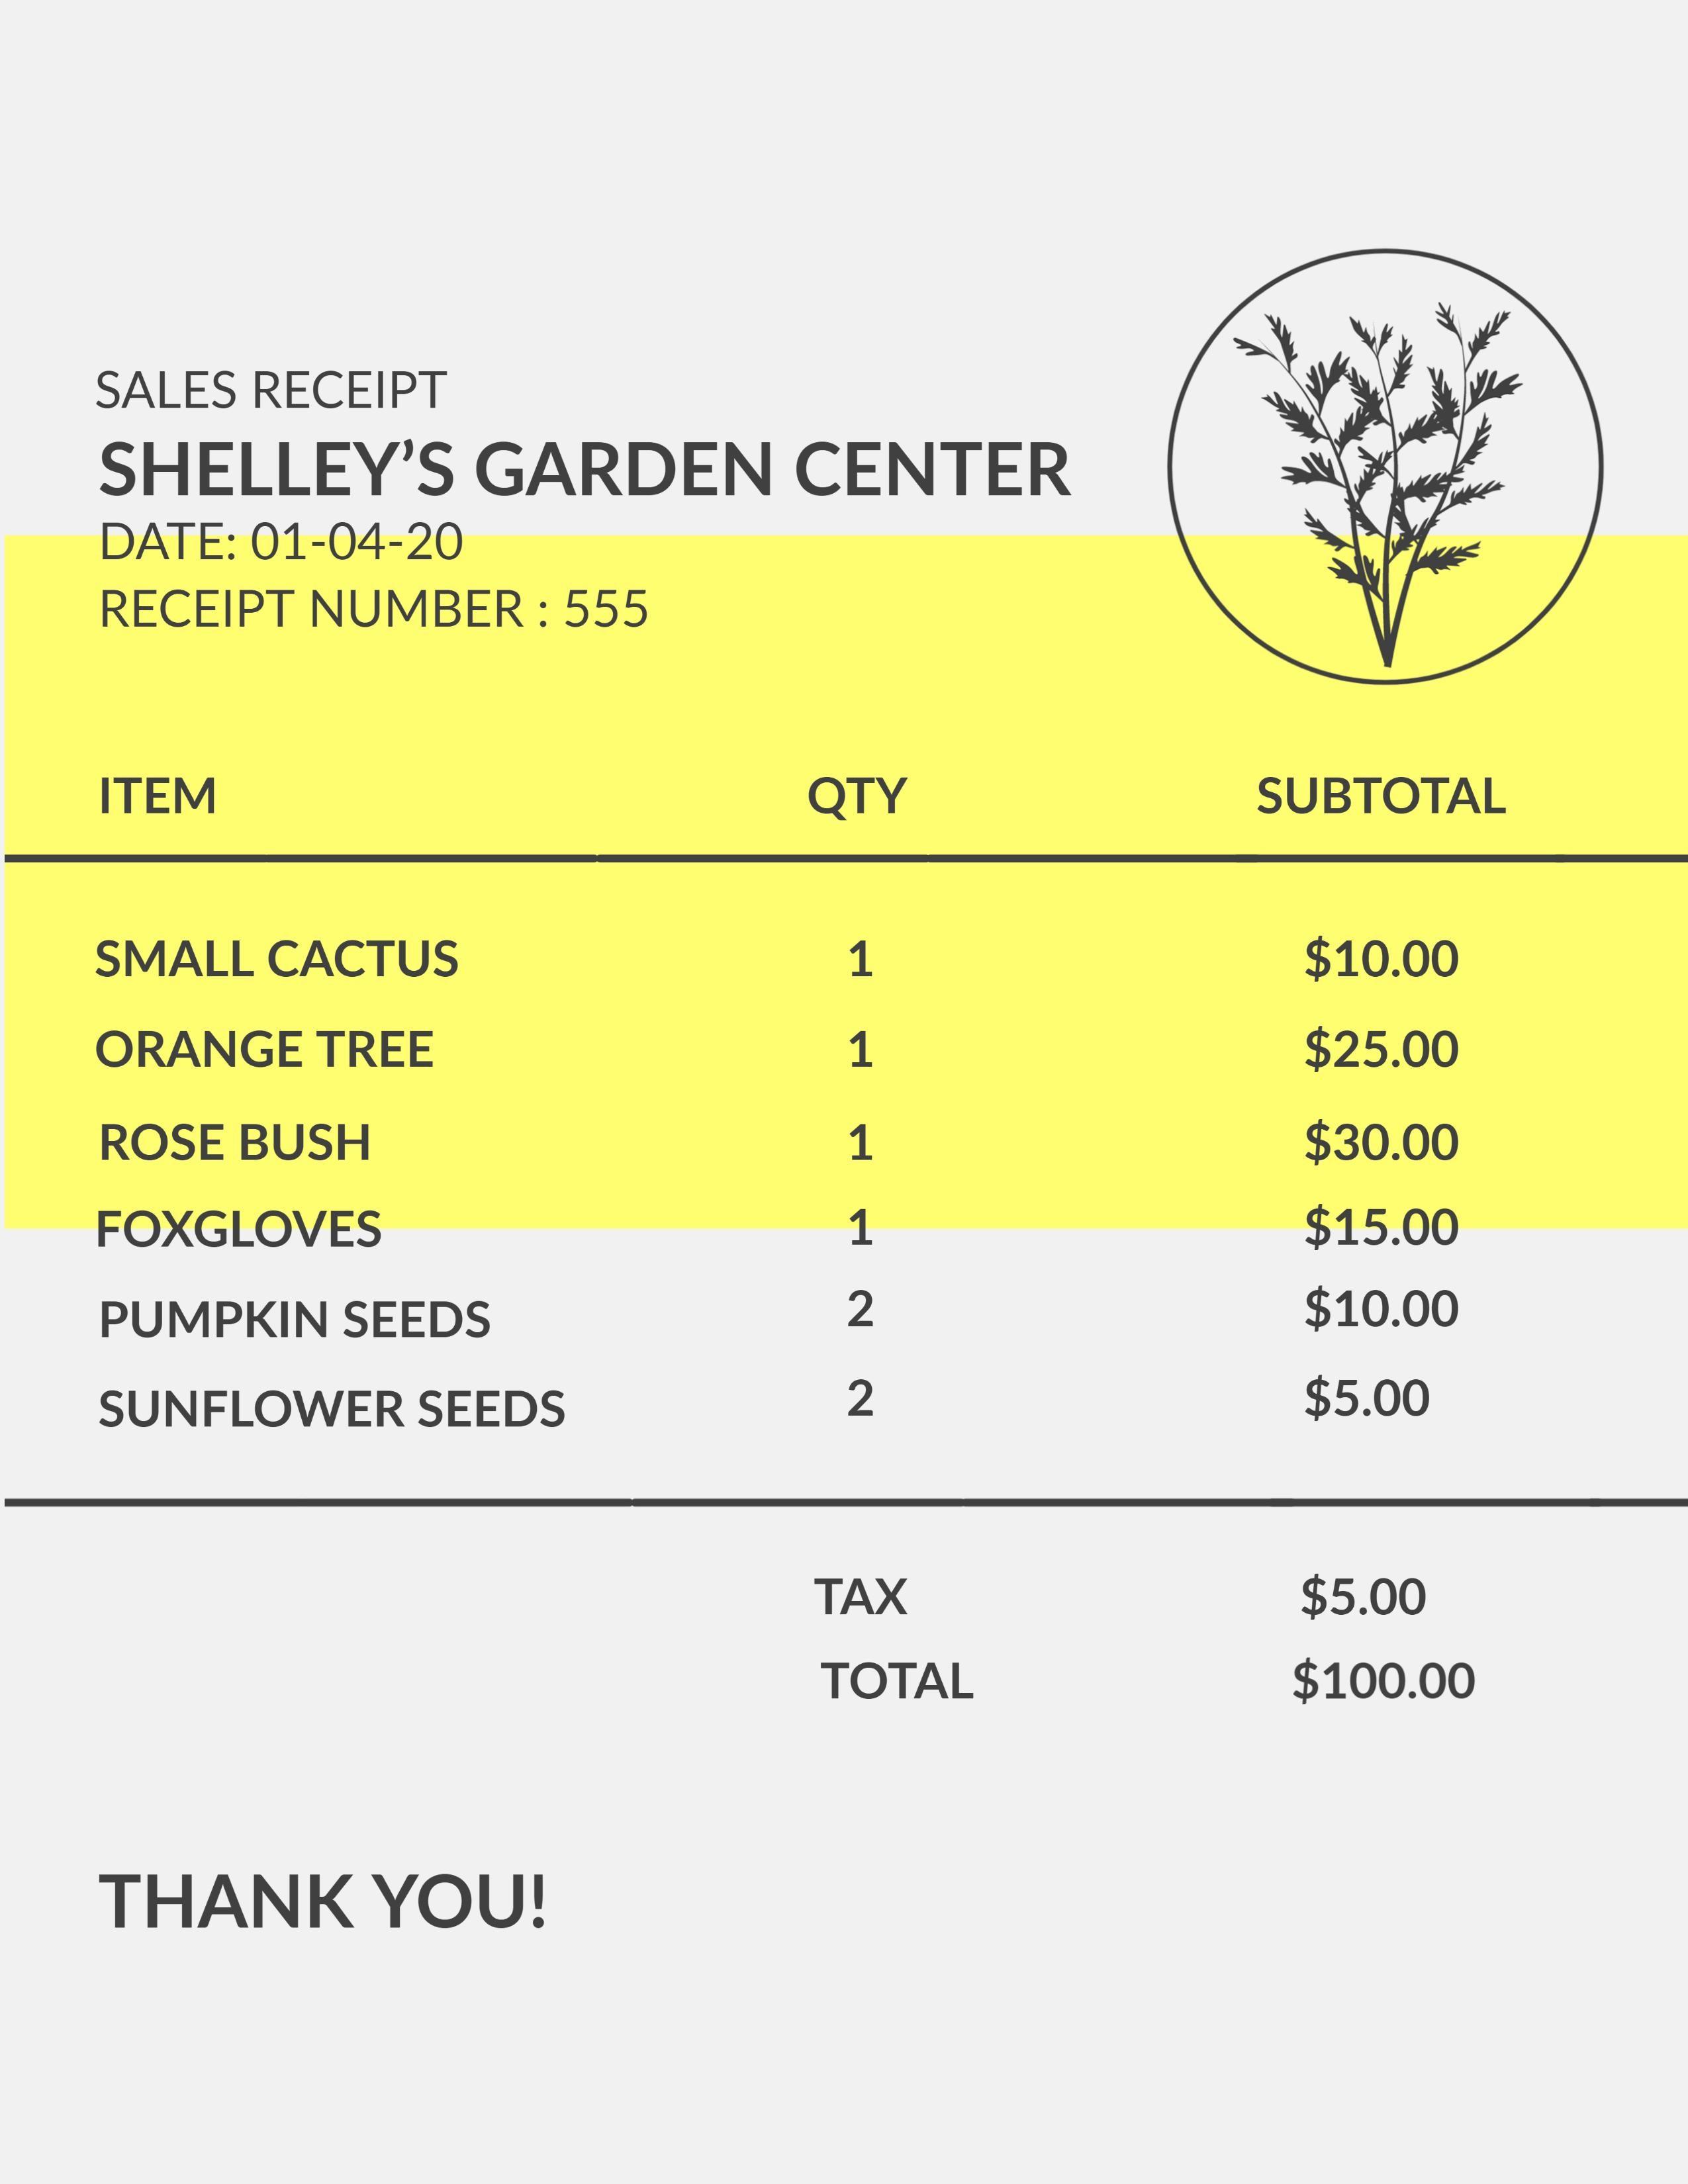 SALES RECEIPT
SHELLEY'S GARDEN CENTER
DATE: 01-04-20
RECEIPT NUMBER : 555
ITEM QTY SUBTOTAL
SMALL CACTUS 1 $10.00
ORANGE TREE 1 $25.00
ROSE BUSH 1 $30.00
FOXGLOVES 1 $15.00
PUMPKIN SEEDS 2 $10.00
SUNFLOWER SEEDS 2 $5.00
TAX $5.00
TOTAL $100.00
THANK YOU!